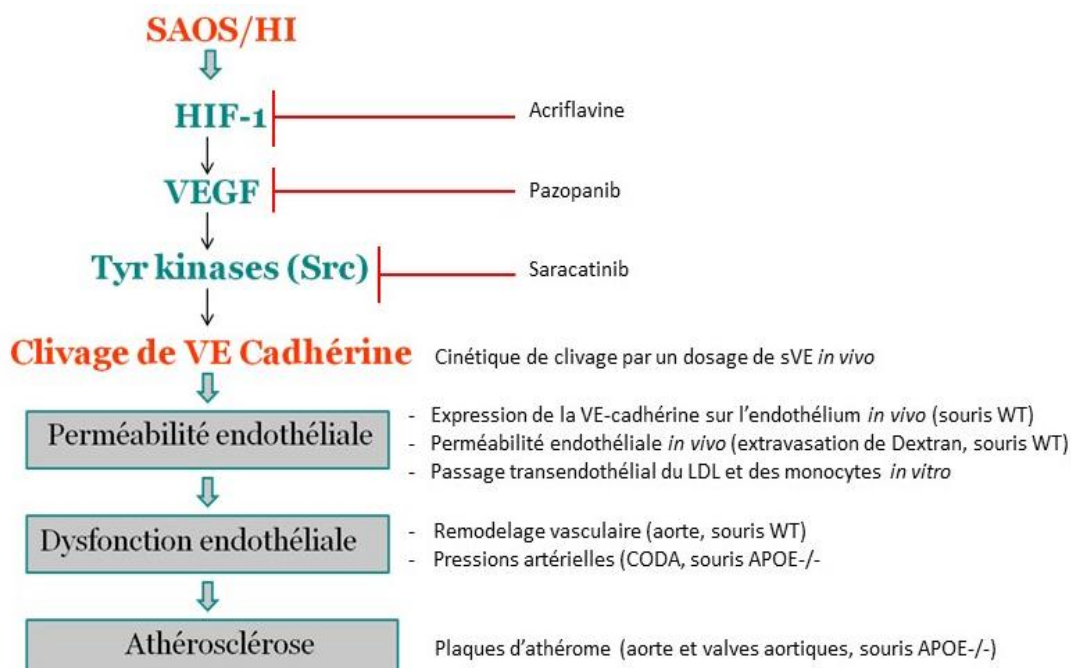 SAOS/HI
HIF-1
Acriflavine
VEGF
Pazopanib
Tyr kinases (Src)
Saracatinib
Clivage de VE Cadhérine
Cinétique de clivage par un dosage de sVE in vivo
Perméabilité endothéliale
- Expression de la VE-cadhérine sur l'endothélium in vivo (souris WT)
- Perméabilité endothéliale in vivo (extravasation de Dextran, souris WT)
- Passage transendothélial du LDL et des monocytes in vitro
Dysfonction endothéliale
- Remodelage vasculaire (aorte, souris WT)
- Pressions artérielles (CODA, souris APOE-/-
Athérosclérose
Plaques d'athérome (aorte et valves aortiques, souris APOE-/-)